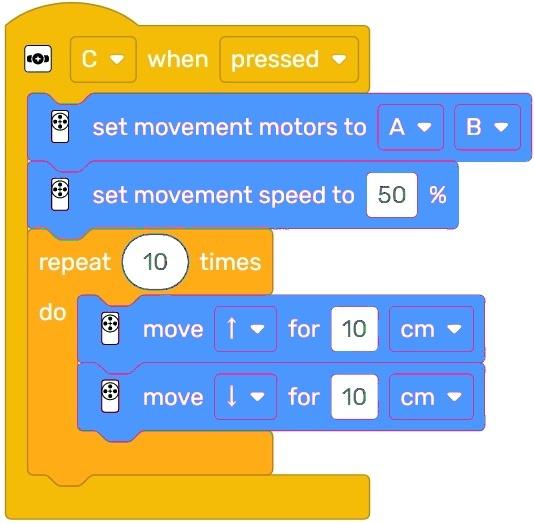 C when pressed
set movement motors to A B
set movement speed to 50 %
repeat 10 times
do
move ↑ for 10 cm
move ↓ for 10 cm